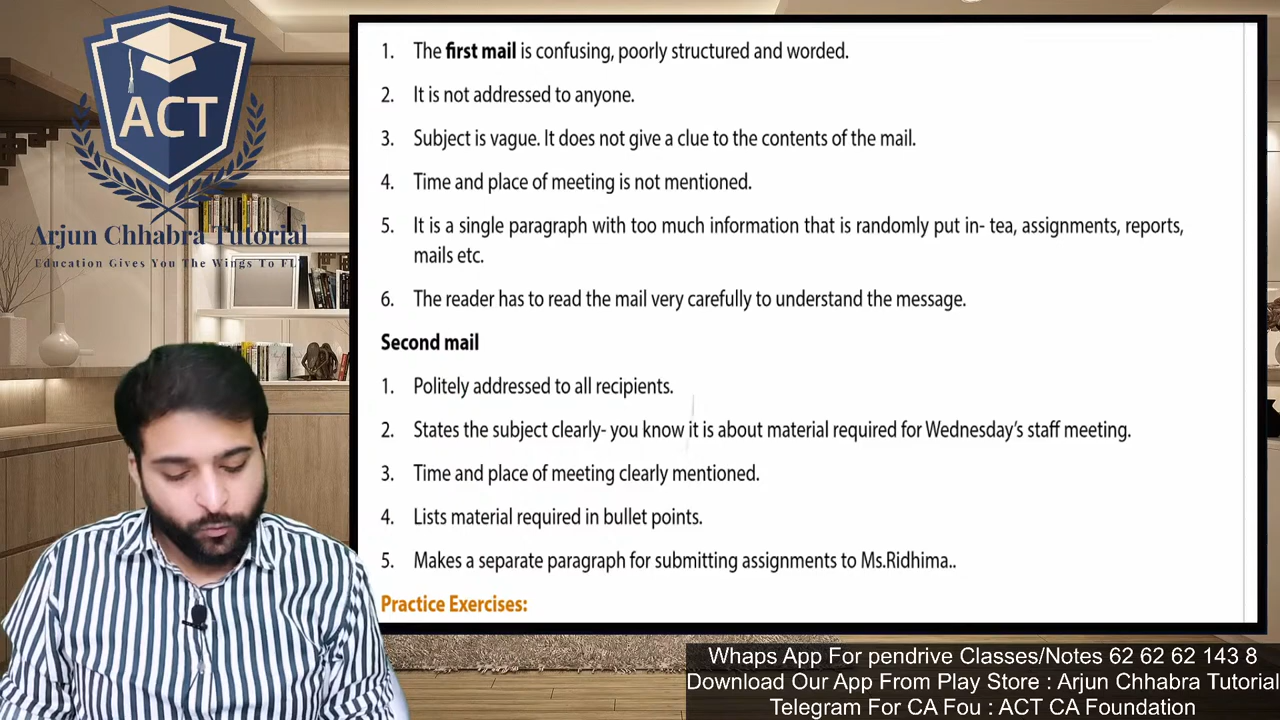 ACT
Arjun Chhabra Tutorial
Education Gives You The Wings To FL
1. The first mail is confusing, poorly structured and worded.
2. It is not addressed to anyone.
3. Subject is vague. It does not give a clue to the contents of the mail.
4. Time and place of meeting is not mentioned.
5. It is a single paragraph with too much information that is randomly put in- tea, assignments, reports,
mails etc.
6. The reader has to read the mail very carefully to understand the message.
Second mail
1. Politely addressed to all recipients.
2. States the subject clearly- you know it is about material required for Wednesday's staff meeting.
3. Time and place of meeting clearly mentioned.
4. Lists material required in bullet points.
5. Makes a separate paragraph for submitting assignments to Ms.Ridhima..
Practice Exercises:
Whaps App For pendrive Classes/Notes 62 62 62 143 8
Download Our App From Play Store : Arjun Chhabra Tutorial
Telegram For CA Fou : ACT CA Foundation